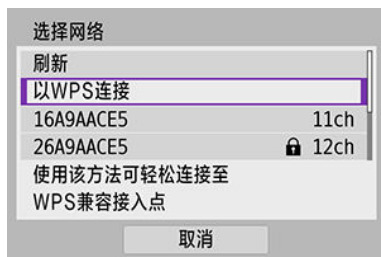 选择网络
刷新
以WPS连接
16A9AACE5 11ch
26A9AACE5 12ch
使用该方法可轻松连接至
WPS兼容接入点
取消